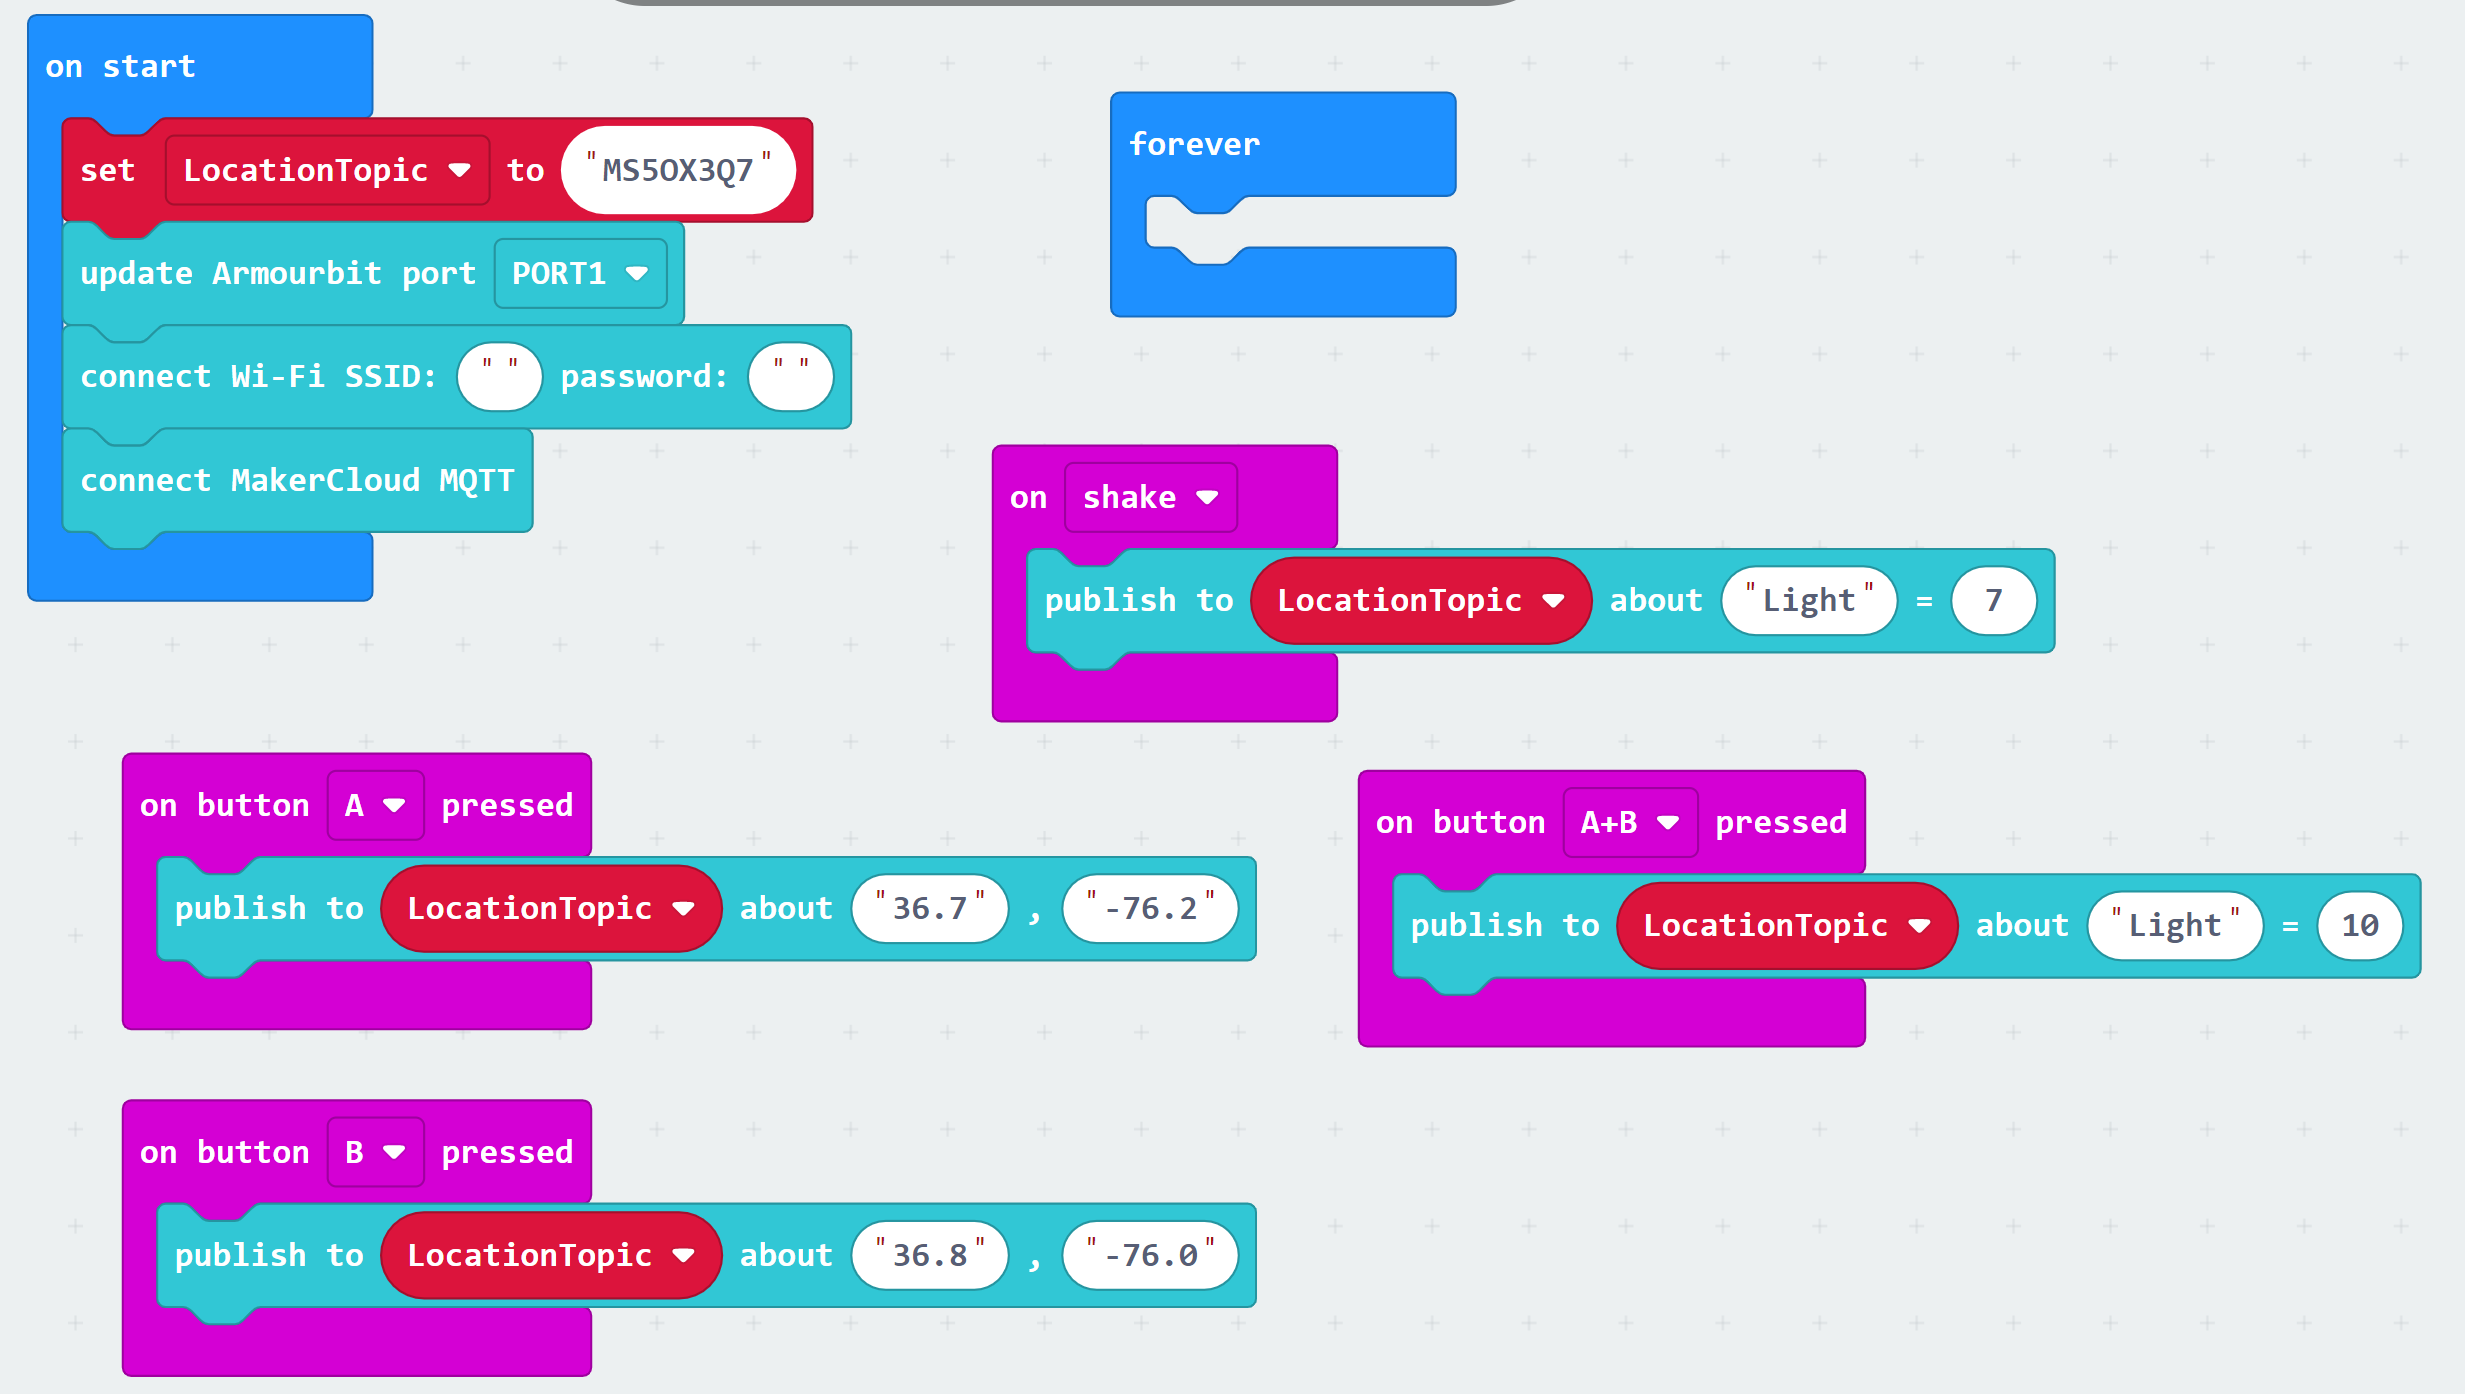 on start
set LocationTopic to "MS5OX3Q7"
update Armourbit port PORT1
connect Wi-Fi SSID: " " password: " "
connect MakerCloud MQTT
forever
on shake
publish to LocationTopic about "Light" = 7
on button A pressed
publish to LocationTopic about "36.7" , "-76.2"
on button A+B pressed
publish to LocationTopic about "Light" = 10
on button B pressed
publish to LocationTopic about "36.8" , "-76.0"